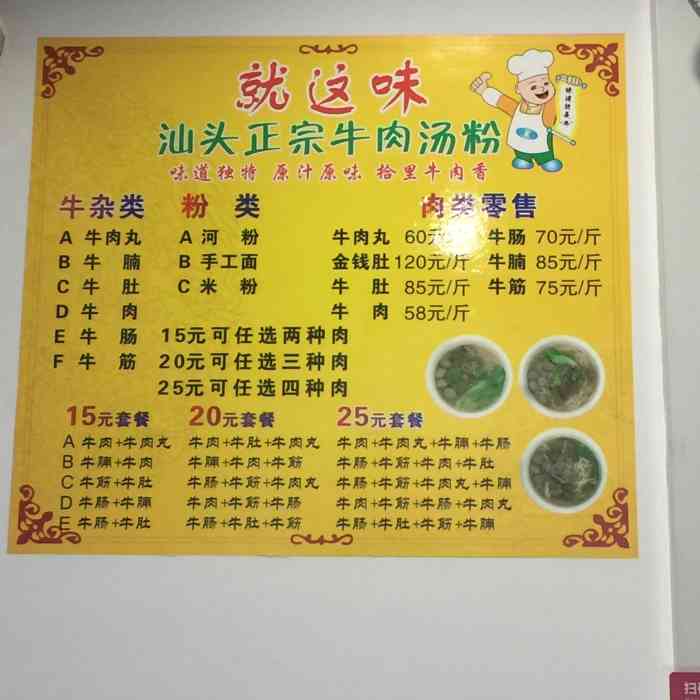 就这味
汕头正宗牛肉汤粉
味道独特 原汁原味 拾里牛肉香
牛杂类 粉 类 肉类零售
A 牛肉丸 A 河 粉 牛肉丸 60元 牛肠 70元/斤
B 牛 腩 B 手工面 金钱肚 120元/斤 牛腩 85元/斤
C 牛 肚 C 米 粉 牛 肚 85元/斤 牛筋 75元/斤
D 牛 肉 牛 肉 58元/斤
E 牛 肠 15元可任选两种肉
F 牛 筋 20元可任选三种肉
25元可任选四种肉
15元套餐 20元套餐 25元套餐
A 牛肉+牛肉丸 牛肉+牛肚+牛肉丸 牛肉+牛肉丸+牛腩+牛肠
B 牛腩+牛肉 牛腩+牛肉+牛筋 牛肠+牛筋+牛肉+牛肚
C 牛筋+牛肚 牛肠+牛筋+牛肉丸 牛肠+牛筋+牛肉丸+牛腩
D 牛肠+牛腩 牛肉+牛筋+牛肠 牛肉+牛筋+牛肠+牛肉丸
E 牛肠+牛肚 牛肠+牛肚+牛筋 牛肠+牛肚+牛筋+牛腩